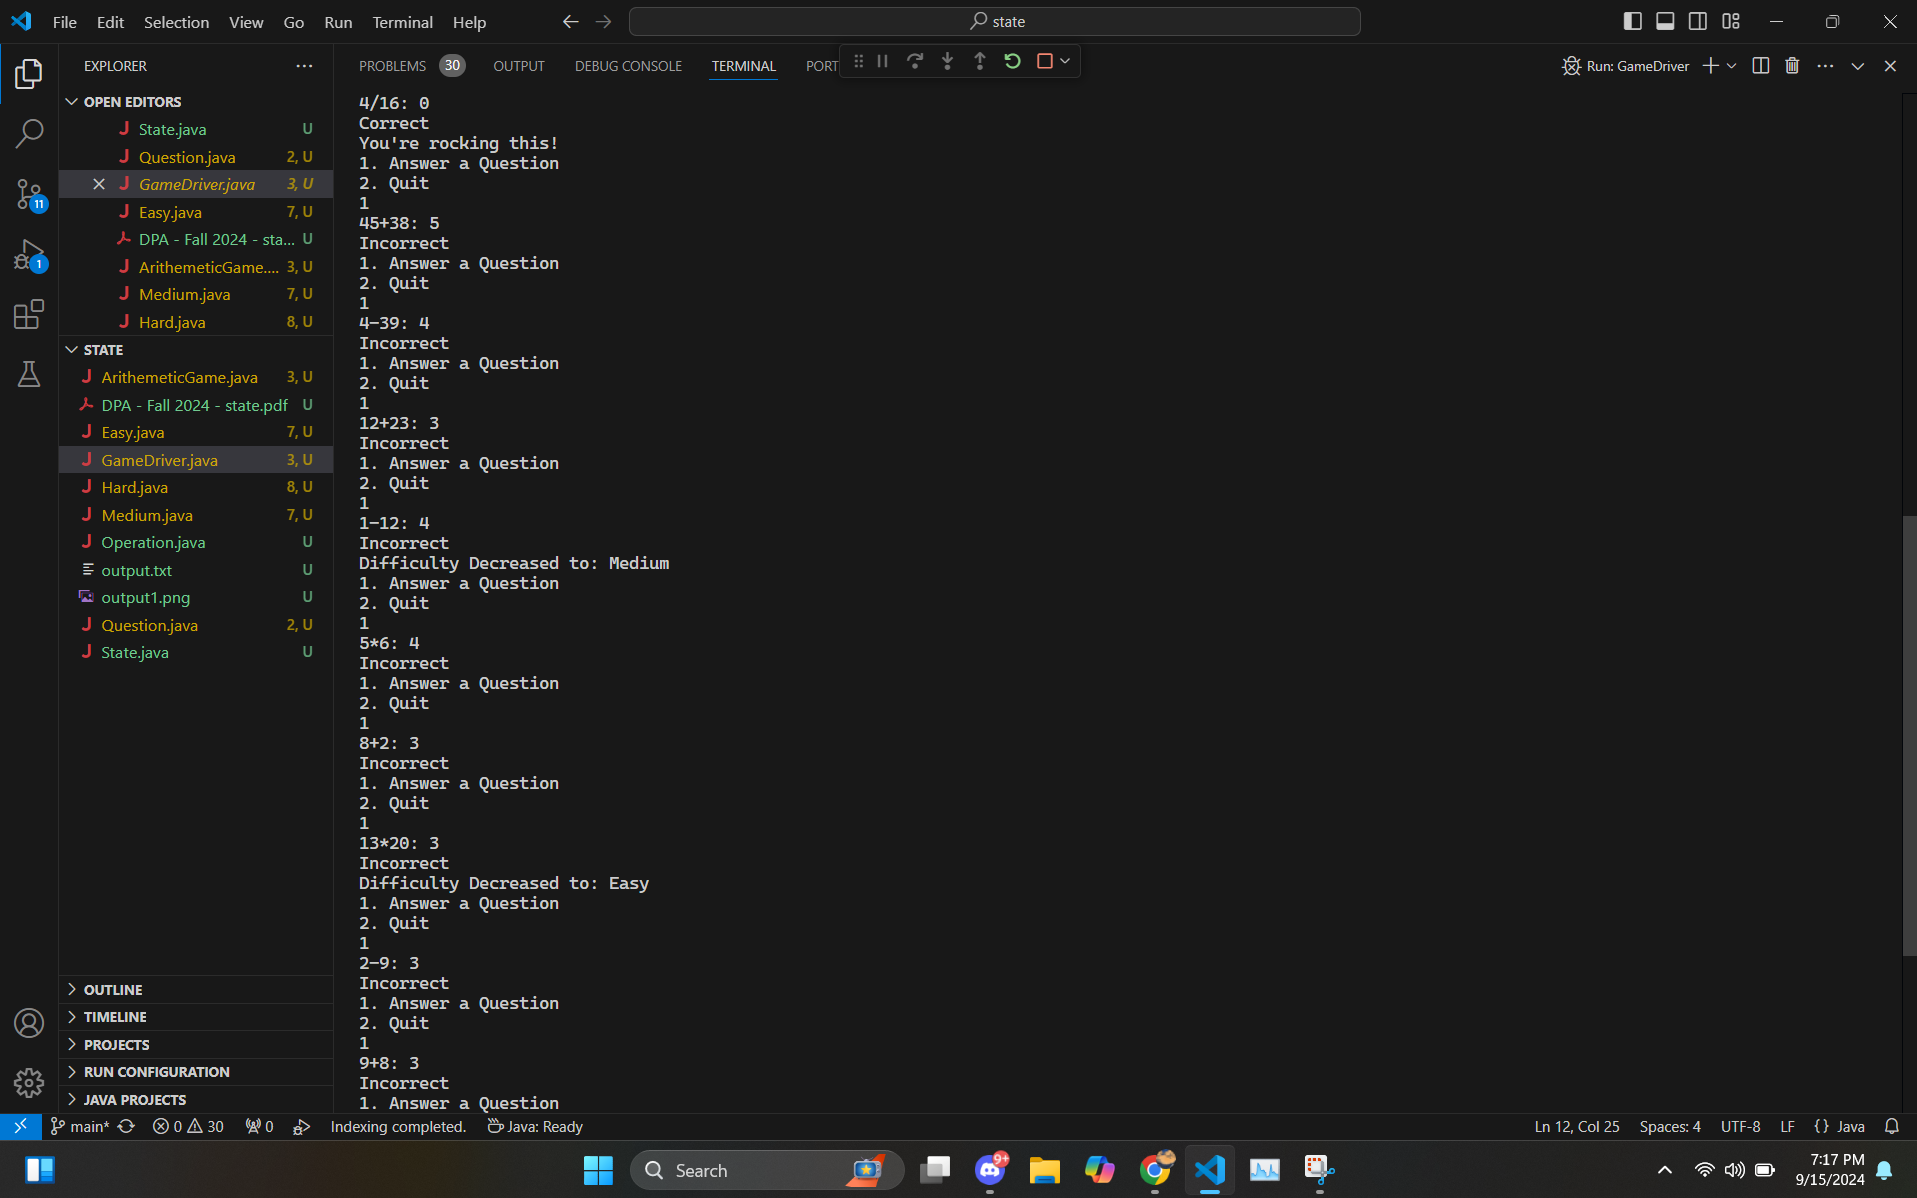 File Edit Selection View Go Run Terminal Help
state
EXPLORER
PROBLEMS 30 OUTPUT DEBUG CONSOLE TERMINAL PORT
Run: GameDriver
OPEN EDITORS
State.java U
Question.java 2, U
GameDriver.java 3, U
Easy.java 7, U
DPA - Fall 2024 - sta... U
ArithemeticGame.... 3, U
Medium.java 7, U
Hard.java 8, U
STATE
ArithemeticGame.java 3, U
DPA - Fall 2024 - state.pdf U
Easy.java 7, U
GameDriver.java 3, U
Hard.java 8, U
Medium.java 7, U
Operation.java U
output.txt U
output1.png U
Question.java 2, U
State.java U
11
1
OUTLINE
TIMELINE
PROJECTS
RUN CONFIGURATION
JAVA PROJECTS
4/16: 0
Correct
You're rocking this!
1. Answer a Question
2. Quit
1
45+38: 5
Incorrect
1. Answer a Question
2. Quit
1
4-39: 4
Incorrect
1. Answer a Question
2. Quit
1
12+23: 3
Incorrect
1. Answer a Question
2. Quit
1
1-12: 4
Incorrect
Difficulty Decreased to: Medium
1. Answer a Question
2. Quit
1
5*6: 4
Incorrect
1. Answer a Question
2. Quit
1
8+2: 3
Incorrect
1. Answer a Question
2. Quit
1
13*20: 3
Incorrect
Difficulty Decreased to: Easy
1. Answer a Question
2. Quit
1
2-9: 3
Incorrect
1. Answer a Question
2. Quit
1
9+8: 3
Incorrect
1. Answer a Question
main* 0 30 0 Indexing completed. Java: Ready
Ln 12, Col 25 Spaces: 4 UTF-8 LF {} Java
Search
9+
7:17 PM
9/15/2024